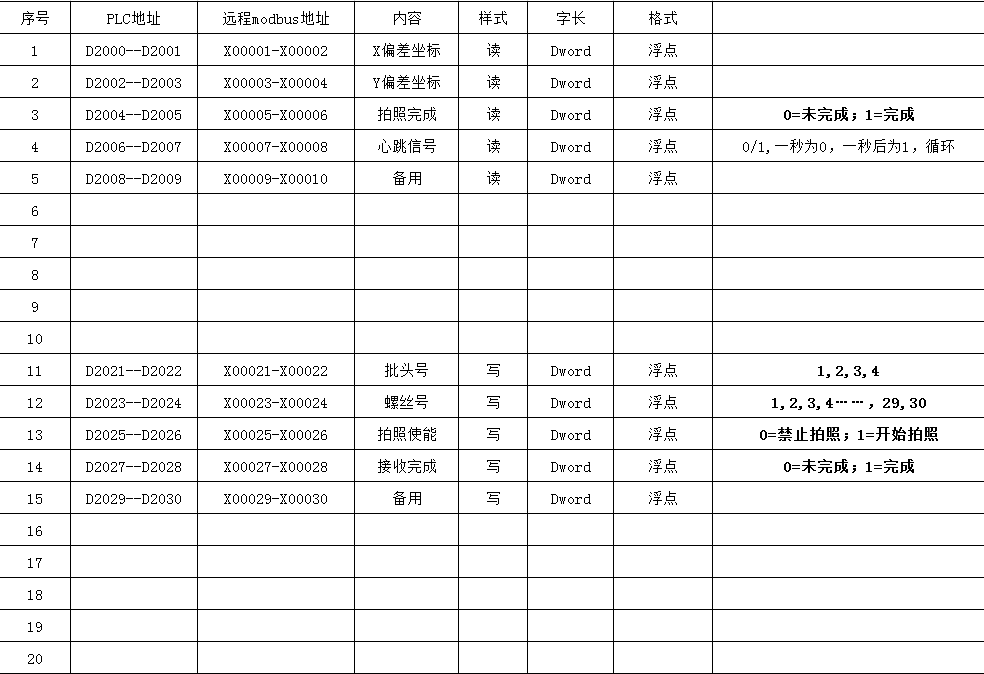 序号 PLC地址 远程modbus地址 内容 样式 字长 格式
1 D2000--D2001 X00001-X00002 X偏差坐标 读 Dword 浮点
2 D2002--D2003 X00003-X00004 Y偏差坐标 读 Dword 浮点
3 D2004--D2005 X00005-X00006 拍照完成 读 Dword 浮点 0=未完成；1=完成
4 D2006--D2007 X00007-X00008 心跳信号 读 Dword 浮点 0/1,一秒为0，一秒后为1，循环
5 D2008--D2009 X00009-X00010 备用 读 Dword 浮点
6
7
8
9
10
11 D2021--D2022 X00021-X00022 批头号 写 Dword 浮点 1,2,3,4
12 D2023--D2024 X00023-X00024 螺丝号 写 Dword 浮点 1,2,3,4……，29,30
13 D2025--D2026 X00025-X00026 拍照使能 写 Dword 浮点 0=禁止拍照；1=开始拍照
14 D2027--D2028 X00027-X00028 接收完成 写 Dword 浮点 0=未完成；1=完成
15 D2029--D2030 X00029-X00030 备用 写 Dword 浮点
16
17
18
19
20